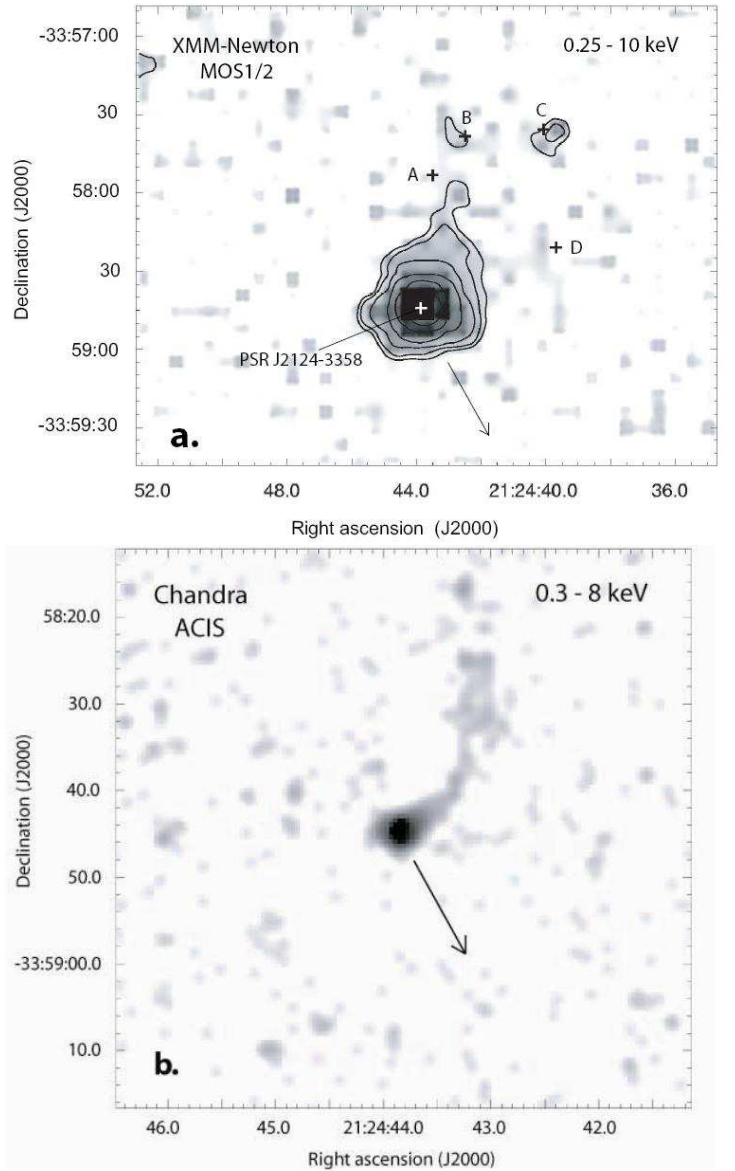 -33:57:00
XMM-Newton
MOS1/2
0.25 - 10 keV
30
B
C
A
58:00
D
30
59:00
PSR J2124-3358
-33:59:30
a.
Declination (J2000)
52.0 48.0 44.0 21:24:40.0 36.0
Right ascension (J2000)
Chandra
ACIS
0.3 - 8 keV
58:20.0
30.0
40.0
50.0
-33:59:00.0
10.0
b.
Declination (J2000)
46.0 45.0 21:24:44.0 43.0 42.0
Right ascension (J2000)